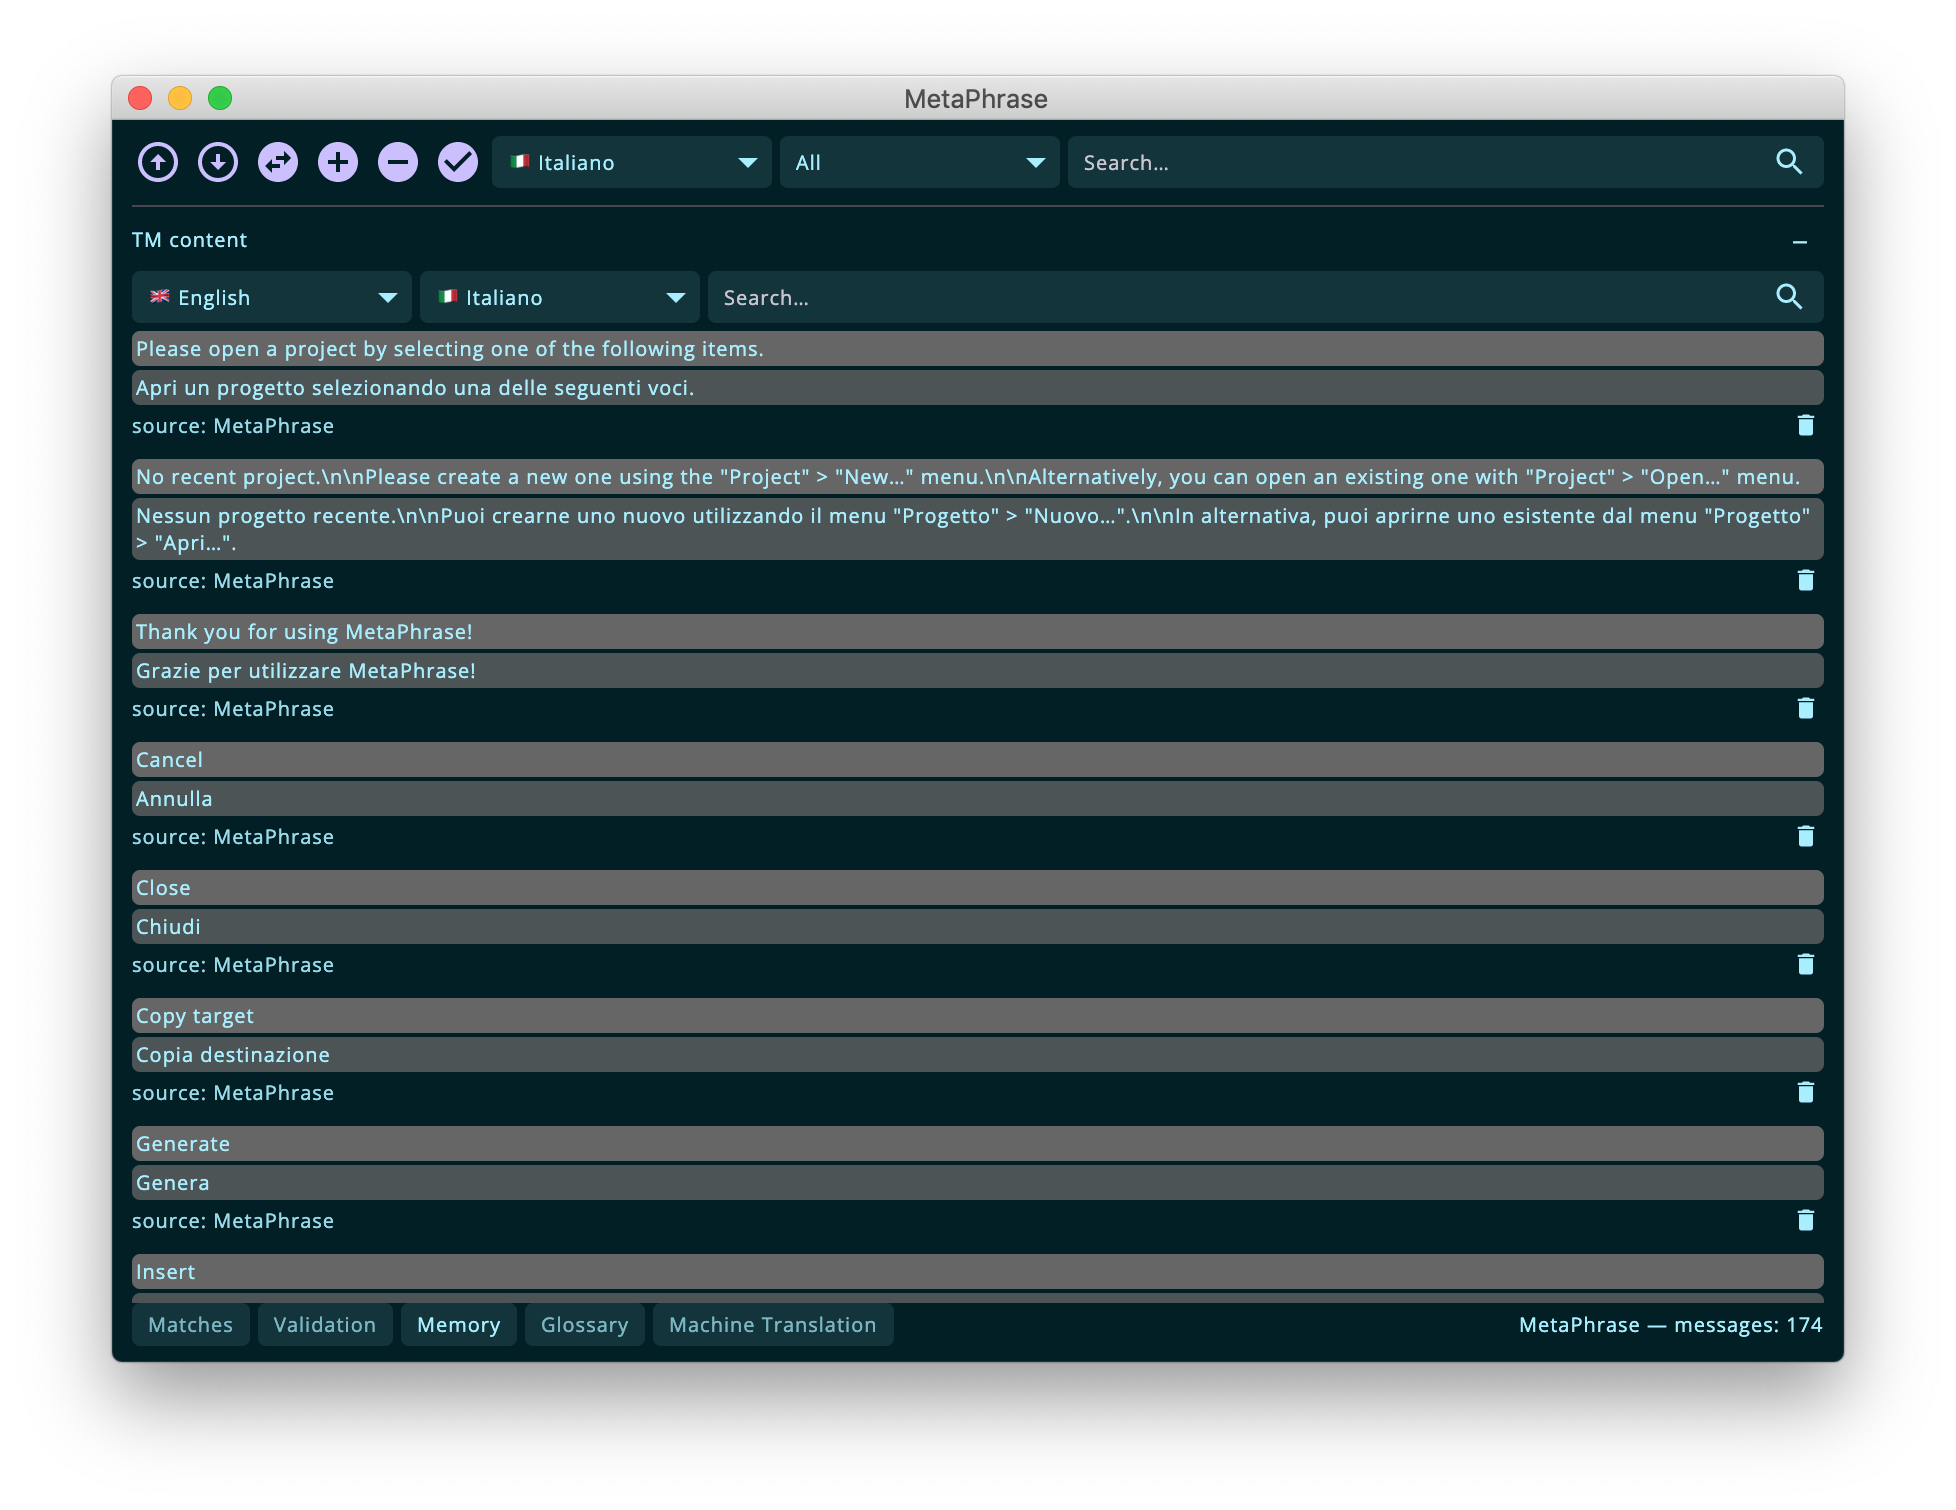 MetaPhrase
Italiano
All
Search…
TM content
English
Italiano
Search…
Please open a project by selecting one of the following items.
Apri un progetto selezionando una delle seguenti voci.
source: MetaPhrase
No recent project.\n\nPlease create a new one using the "Project" > "New…" menu.\n\nAlternatively, you can open an existing one with "Project" > "Open…" menu.
Nessun progetto recente.\n\nPuoi crearne uno nuovo utilizzando il menu "Progetto" > "Nuovo…".\n\nIn alternativa, puoi aprirne uno esistente dal menu "Progetto"
> "Apri…".
source: MetaPhrase
Thank you for using MetaPhrase!
Grazie per utilizzare MetaPhrase!
source: MetaPhrase
Cancel
Annulla
source: MetaPhrase
Close
Chiudi
source: MetaPhrase
Copy target
Copia destinazione
source: MetaPhrase
Generate
Genera
source: MetaPhrase
Insert
Matches
Validation
Memory
Glossary
Machine Translation
MetaPhrase — messages: 174